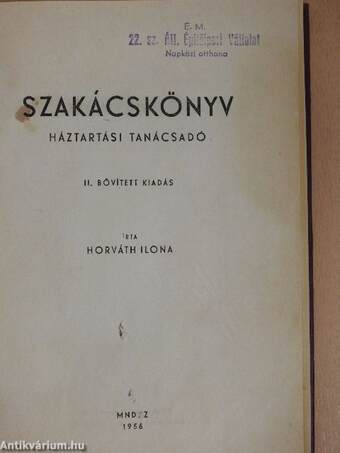 É. M.
22. sz. Áll. Építőipari Vállalat
Napközi otthona
SZAKÁCSKÖNYV
HÁZTARTÁSI TANÁCSADÓ
II. BŐVÍTETT KIADÁS
ÍRTA
HORVÁTH ILONA
MNDSZ
1956
Antikvárium.hu